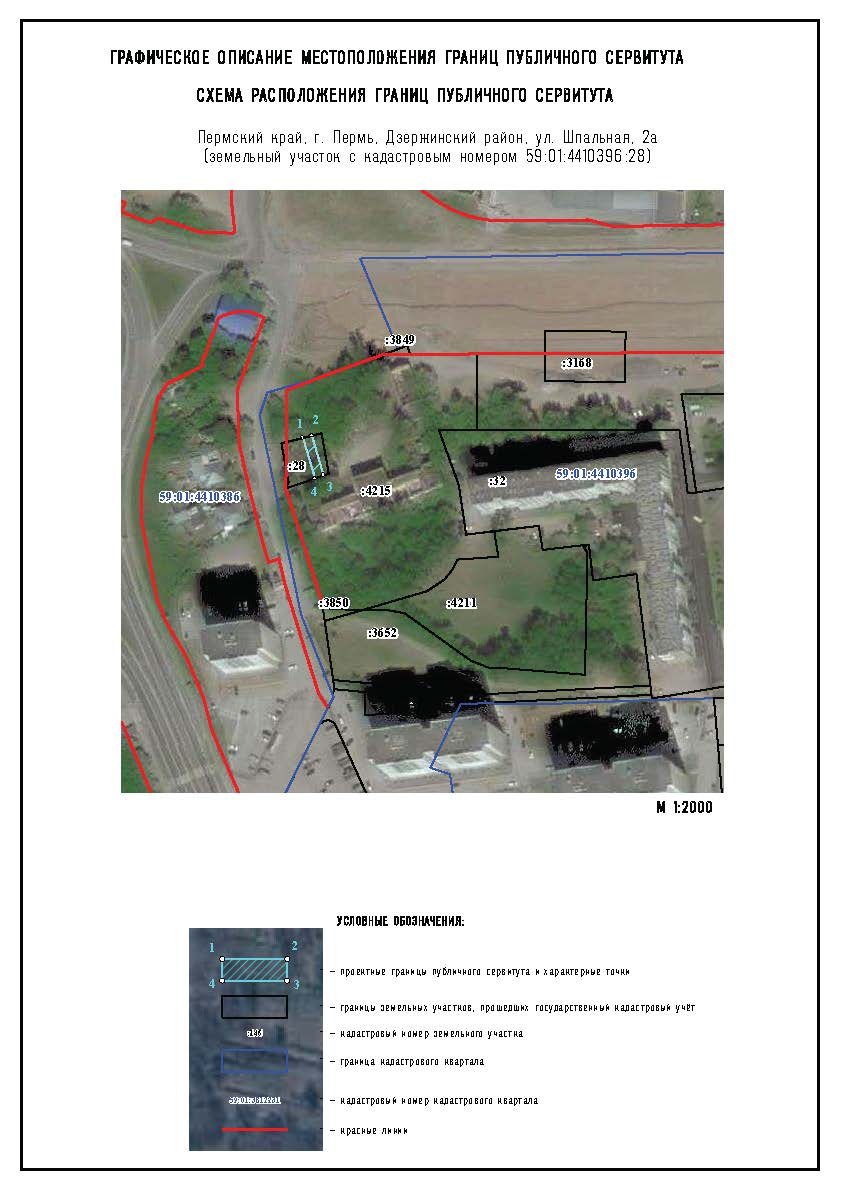 ГРАФИЧЕСКОЕ ОПИСАНИЕ МЕСТОПОЛОЖЕНИЯ ГРАНИЦ ПУБЛИЧНОГО СЕРВИТУТА
СХЕМА РАСПОЛОЖЕНИЯ ГРАНИЦ ПУБЛИЧНОГО СЕРВИТУТА
Пермский край, г. Пермь, Дзержинский район, ул. Шпальная, 2а
(земельный участок с кадастровым номером 59:01:4410396:28)
:3849
:3168
1 2
:28
4 3
:4215
:32
59:01:4410396
59:01:4410386
:3850
:4211
:3652
М 1:2000
УСЛОВНЫЕ ОБОЗНАЧЕНИЯ:
1 2
4 3
– проектные границы публичного сервитута и характерные точки
– границы земельных участков, прошедших государственный кадастровый учёт
– кадастровый номер земельного участка
– граница кадастрового квартала
– кадастровый номер кадастрового квартала
– красные линии